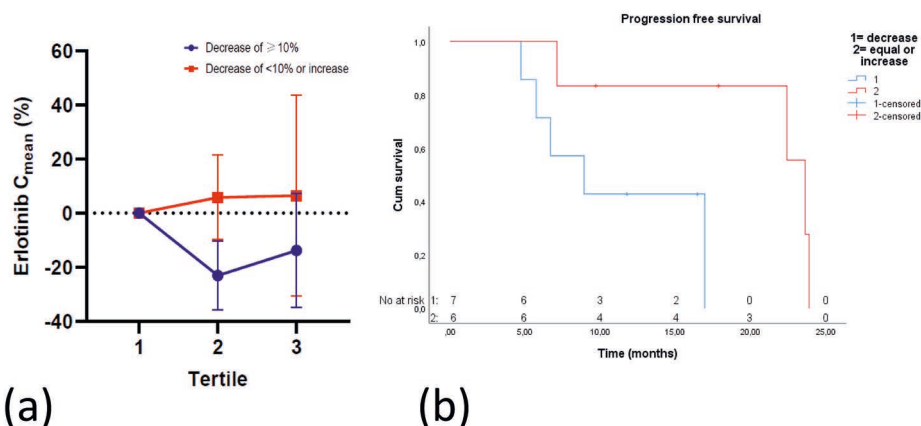 Decrease of ≥10%
Decrease of <10% or increase
60
40
20
0
-20
-40
Erlotinib Cmean (%)
1 2 3
Tertile
(a)
Progression free survival
1= decrease
2= equal or
increase
1
2
1-censored
2-censored
1,0
0,8
0,6
0,4
0,2
0,0
Cum survival
No at risk 1: 7 6 3 2 0 0
2: 6 6 4 4 3 0
,00 5,00 10,00 15,00 20,00 25,00
Time (months)
(b)